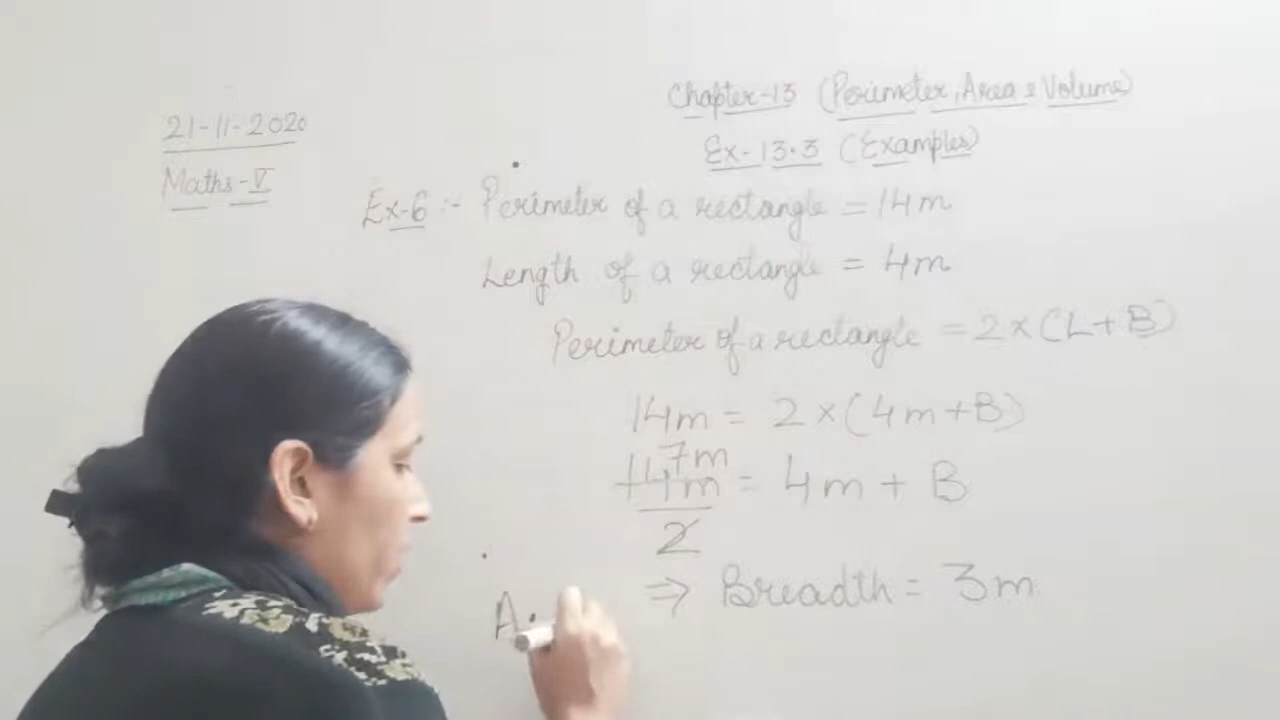 21-11-2020
Maths-V
Chapter-13 (Perimeter, Area & Volume)
Ex-13.3 (Examples)
Ex-6 :- Perimeter of a rectangle = 14m
Length of a rectangle = 4m
Perimeter of a rectangle = 2 × (L+B)
14m = 2 × (4m+B)
7m
14m = 4m + B
2
⇒ Breadth = 3m
A